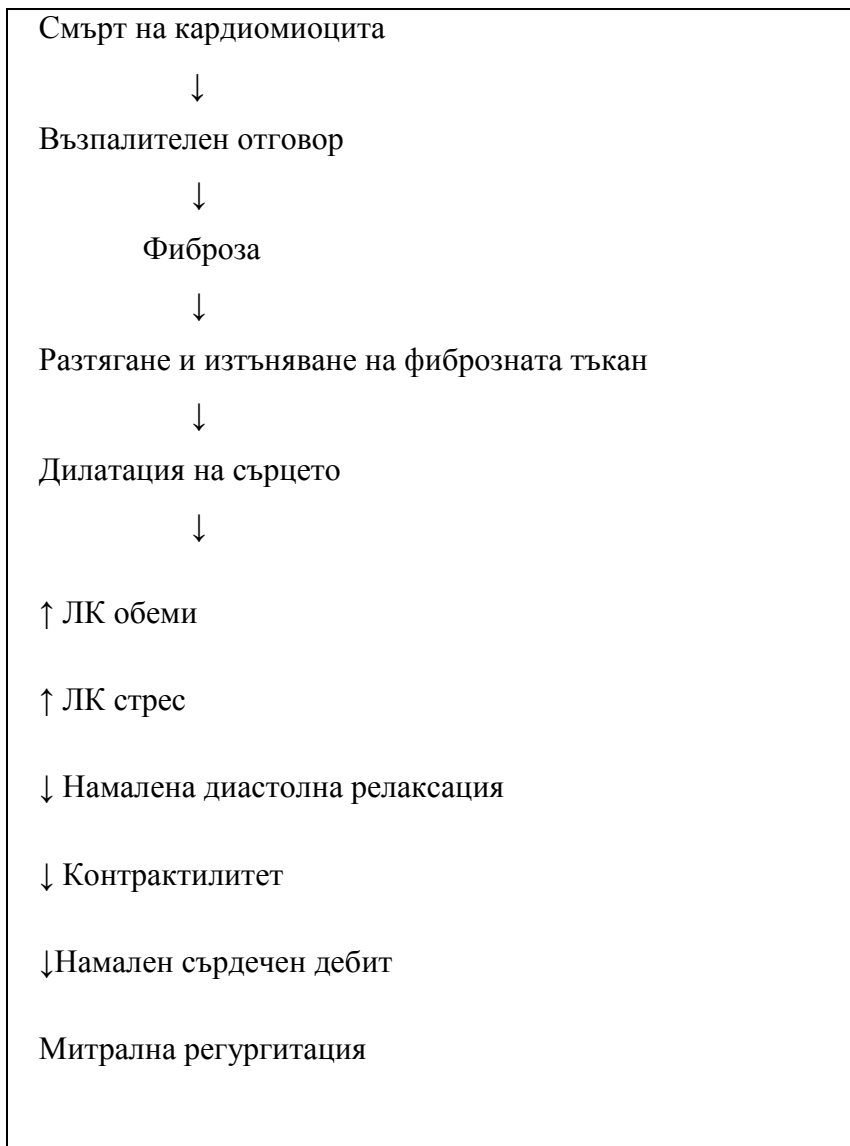 Смърт на кардиомиоцита
↓
Възпалителен отговор
↓
Фиброза
↓
Разтягане и изтъняване на фиброзната тъкан
↓
Дилатация на сърцето
↓
↑ ЛК обеми
↑ ЛК стрес
↓ Намалена диастолна релаксация
↓ Контрактилитет
↓Намален сърдечен дебит
Митрална регургитация